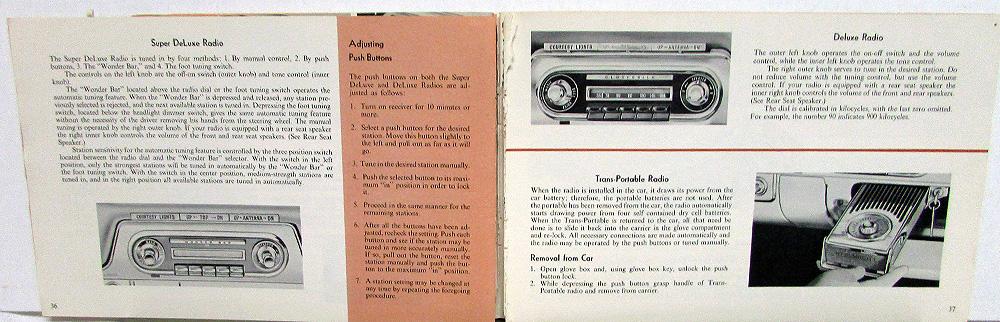 Super DeLuxe Radio
The Super DeLuxe Radio is tuned in by four methods: 1. By manual control, 2. By push
buttons, 3. The "Wonder Bar," and 4. The foot tuning switch.
The controls on the left knob are the off-on switch (outer knob) and tone control (inner
knob).
The "Wonder Bar" located above the radio dial or the foot tuning switch operates the
automatic tuning feature. When the "Wonder Bar" is depressed and released, any station pre-
viously selected is rejected, and the next available station is tuned in. Depressing the foot tuning
switch, located below the headlight dimmer switch, gives the same automatic tuning feature
without the necessity of the driver removing his hands from the steering wheel. The manual
tuning is operated by the right outer knob. If your radio is equipped with a rear seat speaker
the right inner knob controls the volume of the front and rear seat speakers. (See Rear Seat
Speaker.)
Station sensitivity for the automatic tuning feature is controlled by the three position switch
located between the radio dial and the "Wonder Bar" selector. With the switch in the left
position, only the strongest stations will be tuned in automatically by the "Wonder Bar" or
the foot tuning switch. With the switch in the center position, medium-strength stations are
tuned in, and in the right position all available stations are tuned in automatically.
COURTESY LIGHTS UP - TOP - DN UP - ANTENNA - DN
WONDER BAR
36
Adjusting
Push Buttons
The push buttons on both the Super
DeLuxe and DeLuxe Radios are ad-
justed as follows:
1. Turn on receiver for 10 minutes or
more.
2. Select a push button for the desired
station. Move this button slightly to
the left and pull out as far as it will
go.
3. Tune in the desired station manually.
4. Push the selected button to its maxi-
mum "in" position in order to lock
it.
5. Proceed in the same manner for the
remaining stations.
6. After all the buttons have been ad-
justed, recheck the setting. Push each
button and see if the station may be
tuned in more accurately manually.
If so, pull out the button, reset the
station manually and push the but-
ton to the maximum "in" position.
7. A station setting may be changed at
any time by repeating the foregoing
procedure.
COURTESY LIGHTS UP - ANTENNA - DN
OLDSMOBILE
Deluxe Radio
The outer left knob operates the on-off switch and the volume
control, while the inner left knob operates the tone control.
The right outer knob serves to tune in the desired station. Do
not reduce volume with the tuning control, but use the volume
control. If your radio is equipped with a rear seat speaker the
inner right knob controls the volume of the front and rear speakers.
(See Rear Seat Speaker.)
The dial is calibrated in kilocycles, with the last zero omitted.
For example, the number 90 indicates 900 kilocycles.
Trans-Portable Radio
When the radio is installed in the car, it draws its power from the
car battery; therefore, the portable batteries are not used. After
the portable has been removed from the car, the radio automatically
starts drawing power from four self contained dry cell batteries.
When the Trans-Portable is returned to the car, all that need be
done is to slide it back into the carrier in the glove compartment
and re-lock. All necessary connections are made automatically and
the radio may be operated by the push buttons or tuned manually.
Removal from Car
1. Open glove box and, using glove box key, unlock the push
button lock.
2. While depressing the push button grasp handle of Trans-
Portable radio and remove from carrier.
37